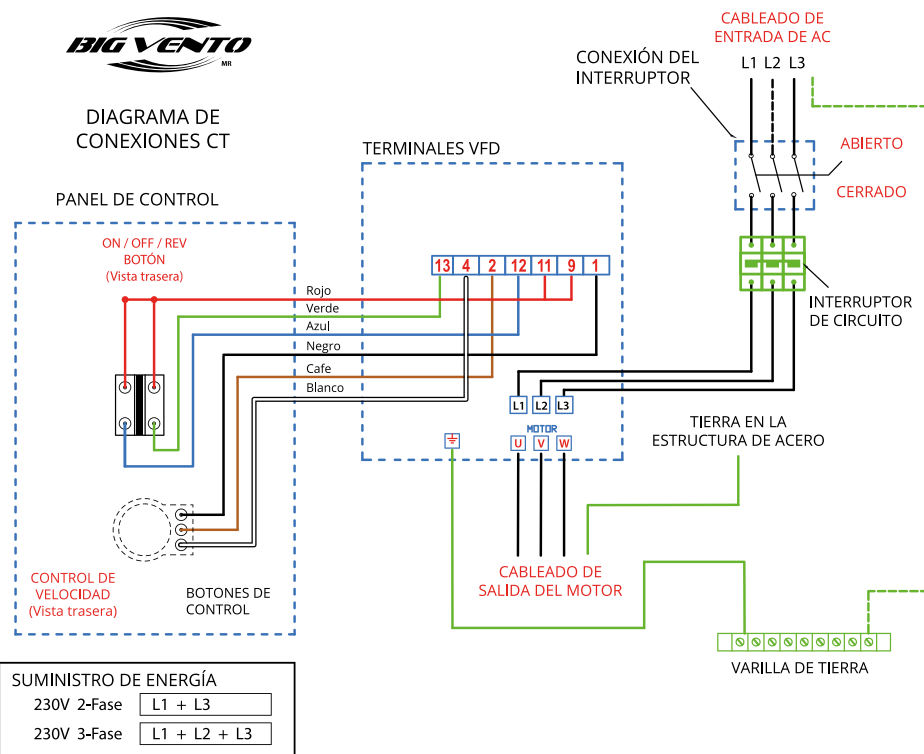 BIG VENTO
MR
DIAGRAMA DE
CONEXIONES CT
CABLEADO DE
ENTRADA DE AC
L1 L2 L3
CONEXIÓN DEL
INTERRUPTOR
ABIERTO
CERRADO
INTERRUPTOR
DE CIRCUITO
TERMINALES VFD
13 4 2 12 11 9 1
PANEL DE CONTROL
ON / OFF / REV
BOTÓN
(Vista trasera)
Rojo
Verde
Azul
Negro
Cafe
Blanco
L1 L2 L3
MOTOR
U V W
TIERRA EN LA
ESTRUCTURA DE ACERO
CABLEADO DE
SALIDA DEL MOTOR
CONTROL DE
VELOCIDAD
(Vista trasera)
BOTONES DE
CONTROL
VARILLA DE TIERRA
SUMINISTRO DE ENERGÍA
230V 2-Fase L1 + L3
230V 3-Fase L1 + L2 + L3